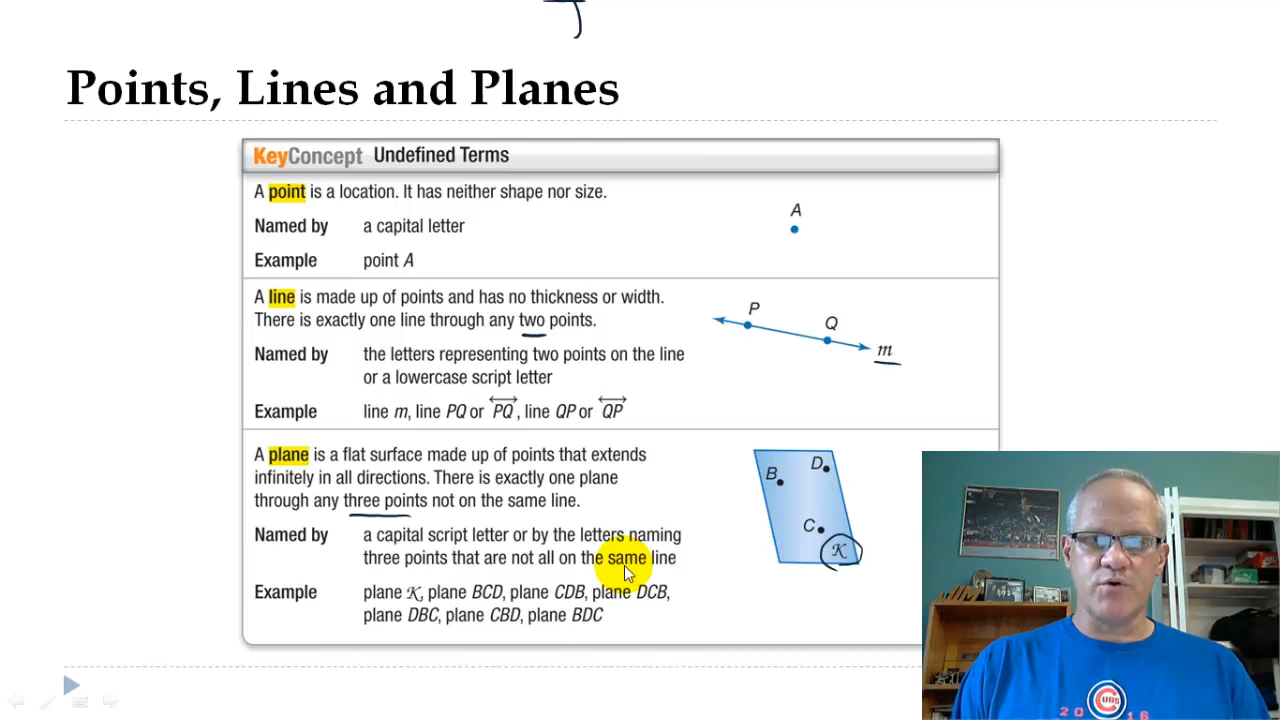 Points, Lines and Planes
KeyConcept Undefined Terms
A point is a location. It has neither shape nor size.
Named by a capital letter
Example point A
A
A line is made up of points and has no thickness or width.
There is exactly one line through any two points.
Named by the letters representing two points on the line
or a lowercase script letter
Example line m, line PQ or PQ, line QP or QP
P
Q
m
A plane is a flat surface made up of points that extends
infinitely in all directions. There is exactly one plane
through any three points not on the same line.
Named by a capital script letter or by the letters naming
three points that are not all on the same line
Example plane K, plane BCD, plane CDB, plane DCB,
plane DBC, plane CBD, plane BDC
B
D
C
K
CUBS
2016